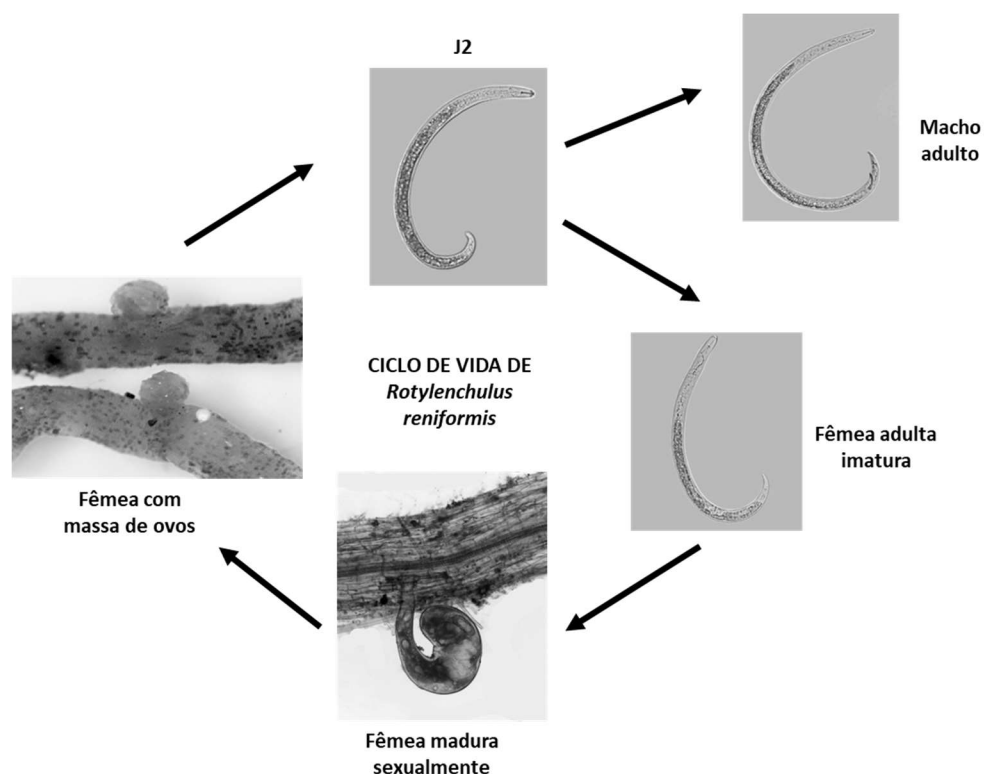 J2
Macho
adulto
CICLO DE VIDA DE
Rotylenchulus
reniformis
Fêmea adulta
imatura
Fêmea com
massa de ovos
Fêmea madura
sexualmente